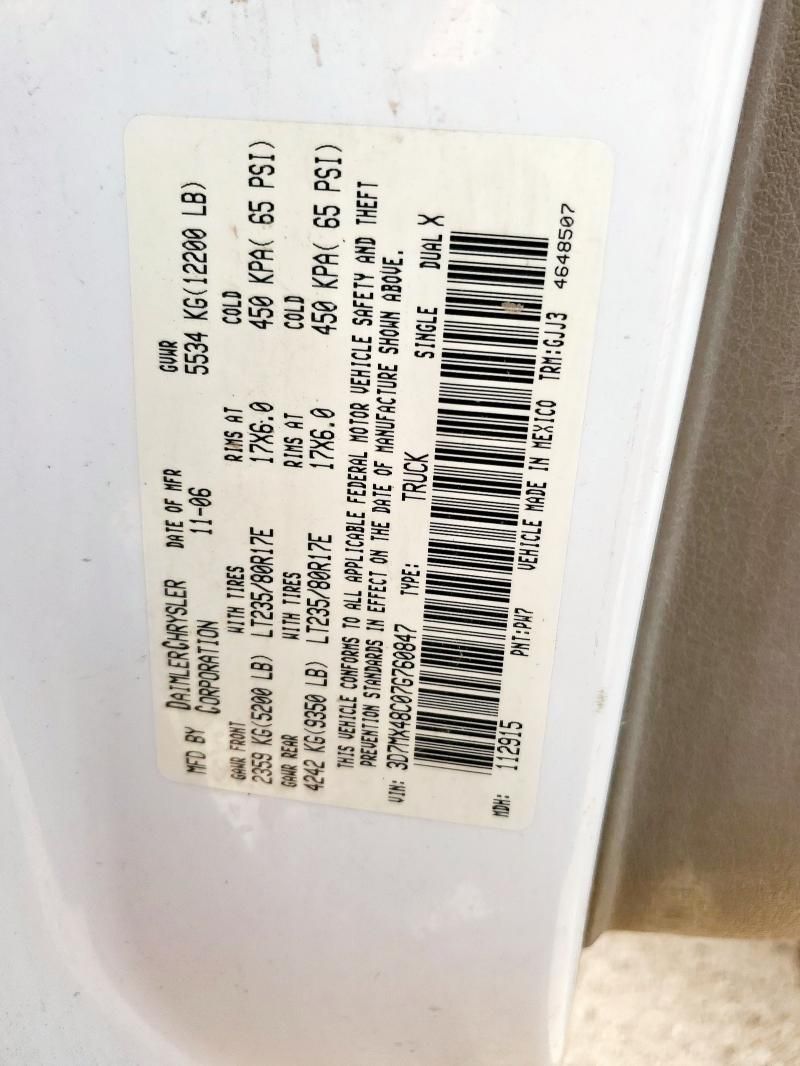 MFD BY DAIMLERCHRYSLER CORPORATION DATE OF MFR 11-06 GVWR 5534 KG(12200 LB)
GAWR FRONT WITH TIRES RIMS AT COLD
2359 KG(5200 LB) LT235/80R17E 17X6.0 450 KPA( 65 PSI)
GAWR REAR WITH TIRES RIMS AT COLD
4242 KG(9350 LB) LT235/80R17E 17X6.0 450 KPA( 65 PSI)
THIS VEHICLE CONFORMS TO ALL APPLICABLE FEDERAL MOTOR VEHICLE SAFETY AND THEFT
PREVENTION STANDARDS IN EFFECT ON THE DATE OF MANUFACTURE SHOWN ABOVE.
VIN: 3D7MX48C07G760847 TYPE: TRUCK SINGLE DUAL X
MDH: 112915 PNT:PW7 VEHICLE MADE IN MEXICO TRM:GJJ3 4648507